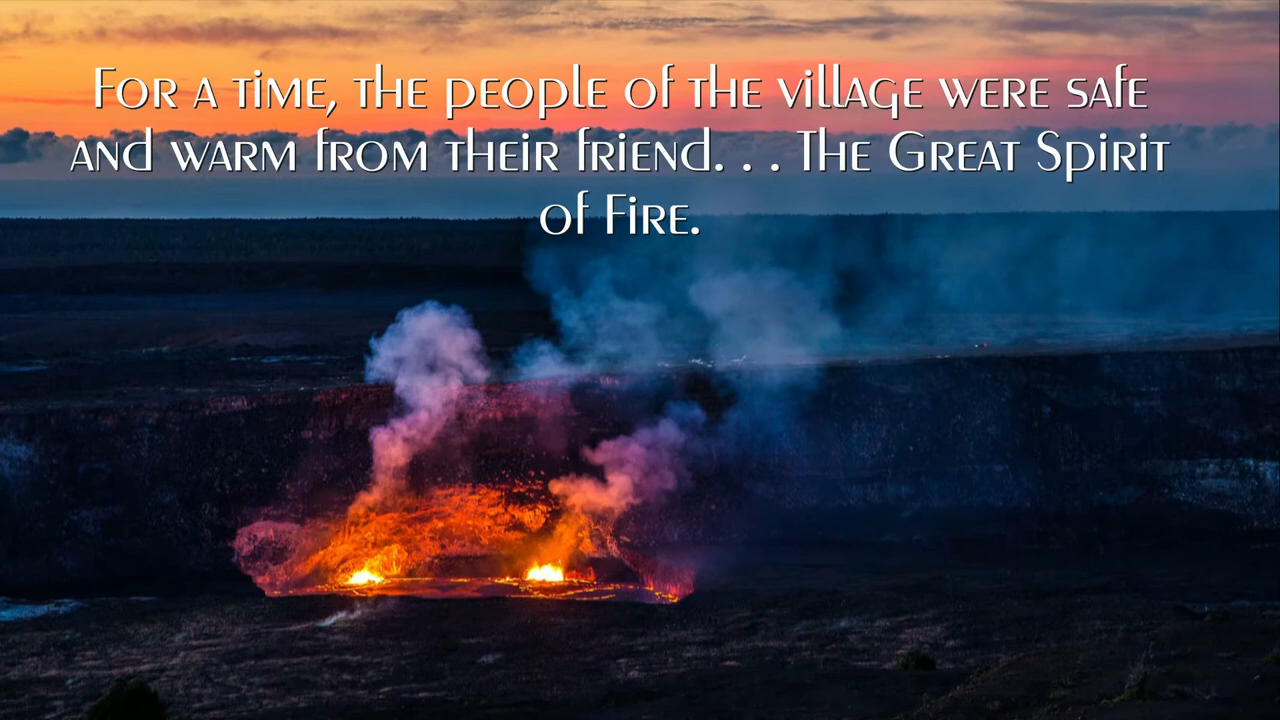 For a time, the people of the village were safe
and warm from their friend. . . The Great Spirit
of Fire.